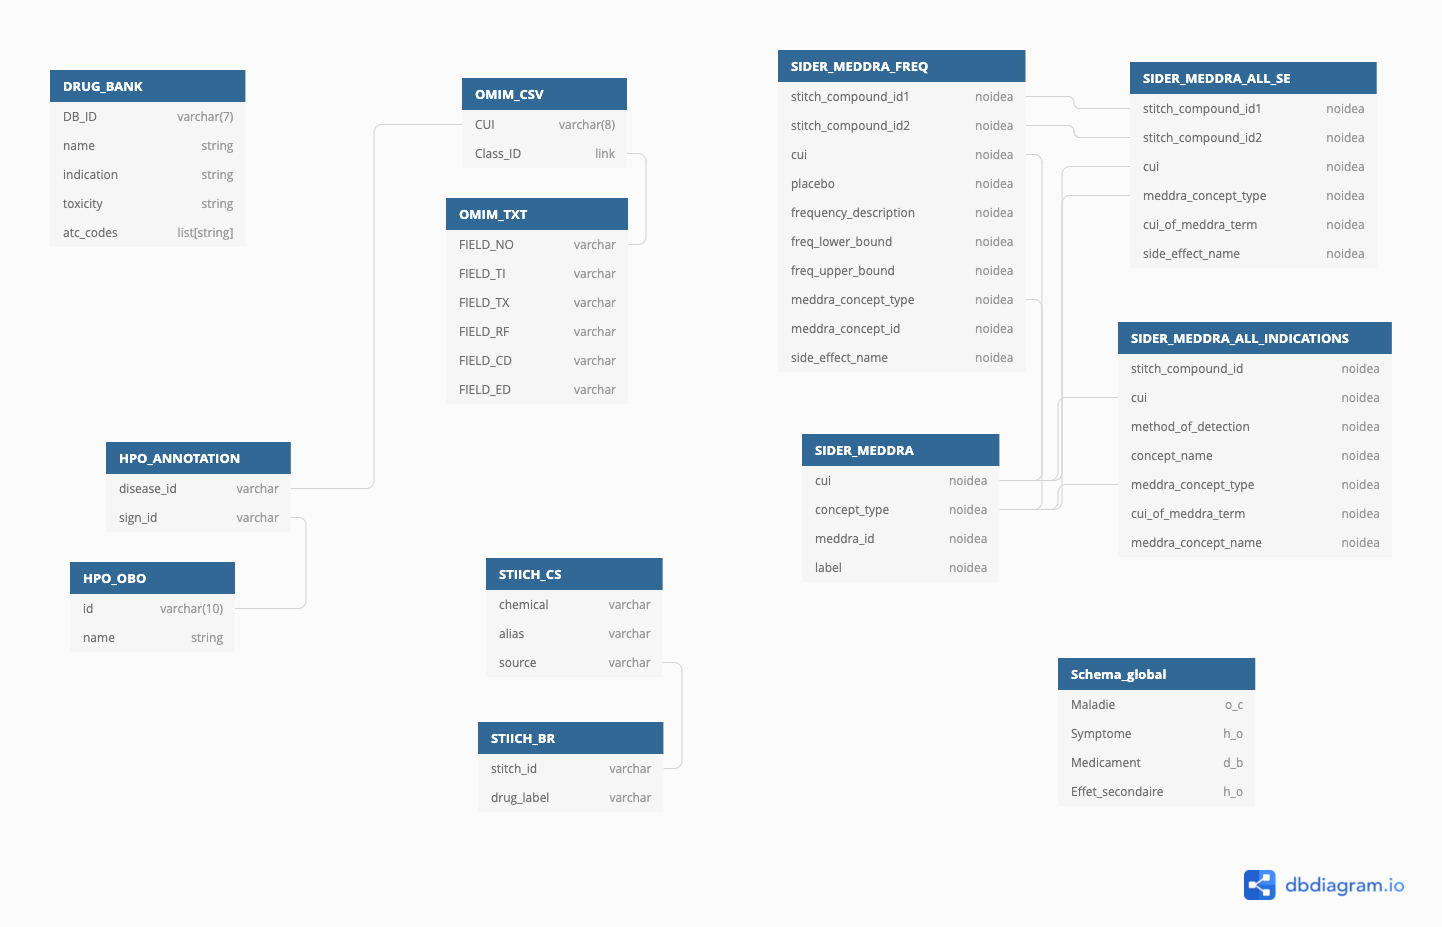 DRUG_BANK
DB_ID varchar(7)
name string
indication string
toxicity string
atc_codes list[string]
OMIM_CSV
CUI varchar(8)
Class_ID link
OMIM_TXT
FIELD_NO varchar
FIELD_TI varchar
FIELD_TX varchar
FIELD_RF varchar
FIELD_CD varchar
FIELD_ED varchar
HPO_ANNOTATION
disease_id varchar
sign_id varchar
HPO_OBO
id varchar(10)
name string
STIICH_CS
chemical varchar
alias varchar
source varchar
STIICH_BR
stitch_id varchar
drug_label varchar
SIDER_MEDDRA_FREQ
stitch_compound_id1 noidea
stitch_compound_id2 noidea
cui noidea
placebo noidea
frequency_description noidea
freq_lower_bound noidea
freq_upper_bound noidea
meddra_concept_type noidea
meddra_concept_id noidea
side_effect_name noidea
SIDER_MEDDRA_ALL_SE
stitch_compound_id1 noidea
stitch_compound_id2 noidea
cui noidea
meddra_concept_type noidea
cui_of_meddra_term noidea
side_effect_name noidea
SIDER_MEDDRA_ALL_INDICATIONS
stitch_compound_id noidea
cui noidea
method_of_detection noidea
concept_name noidea
meddra_concept_type noidea
cui_of_meddra_term noidea
meddra_concept_name noidea
SIDER_MEDDRA
cui noidea
concept_type noidea
meddra_id noidea
label noidea
Schema_global
Maladie o_c
Symptome h_o
Medicament d_b
Effet_secondaire h_o
dbdiagram.io